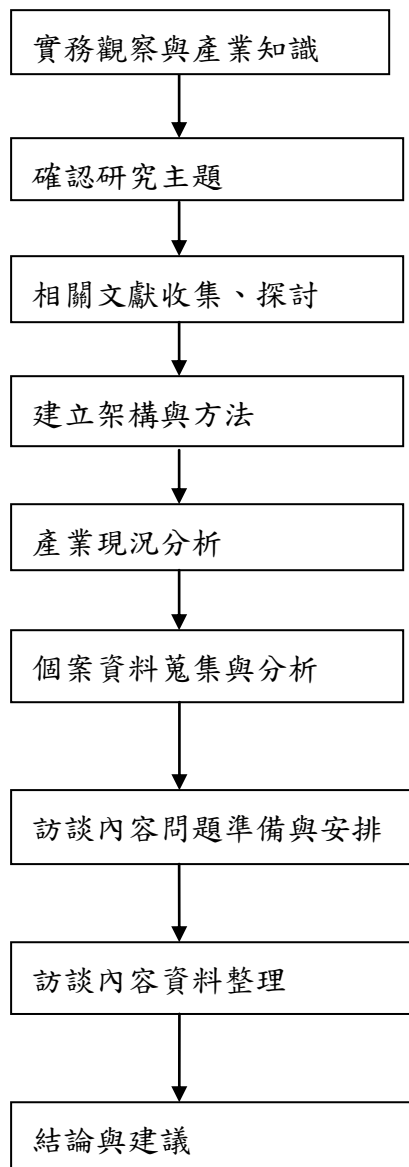 實務觀察與產業知識
確認研究主題
相關文獻收集、探討
建立架構與方法
產業現況分析
個案資料蒐集與分析
訪談內容問題準備與安排
訪談內容資料整理
結論與建議